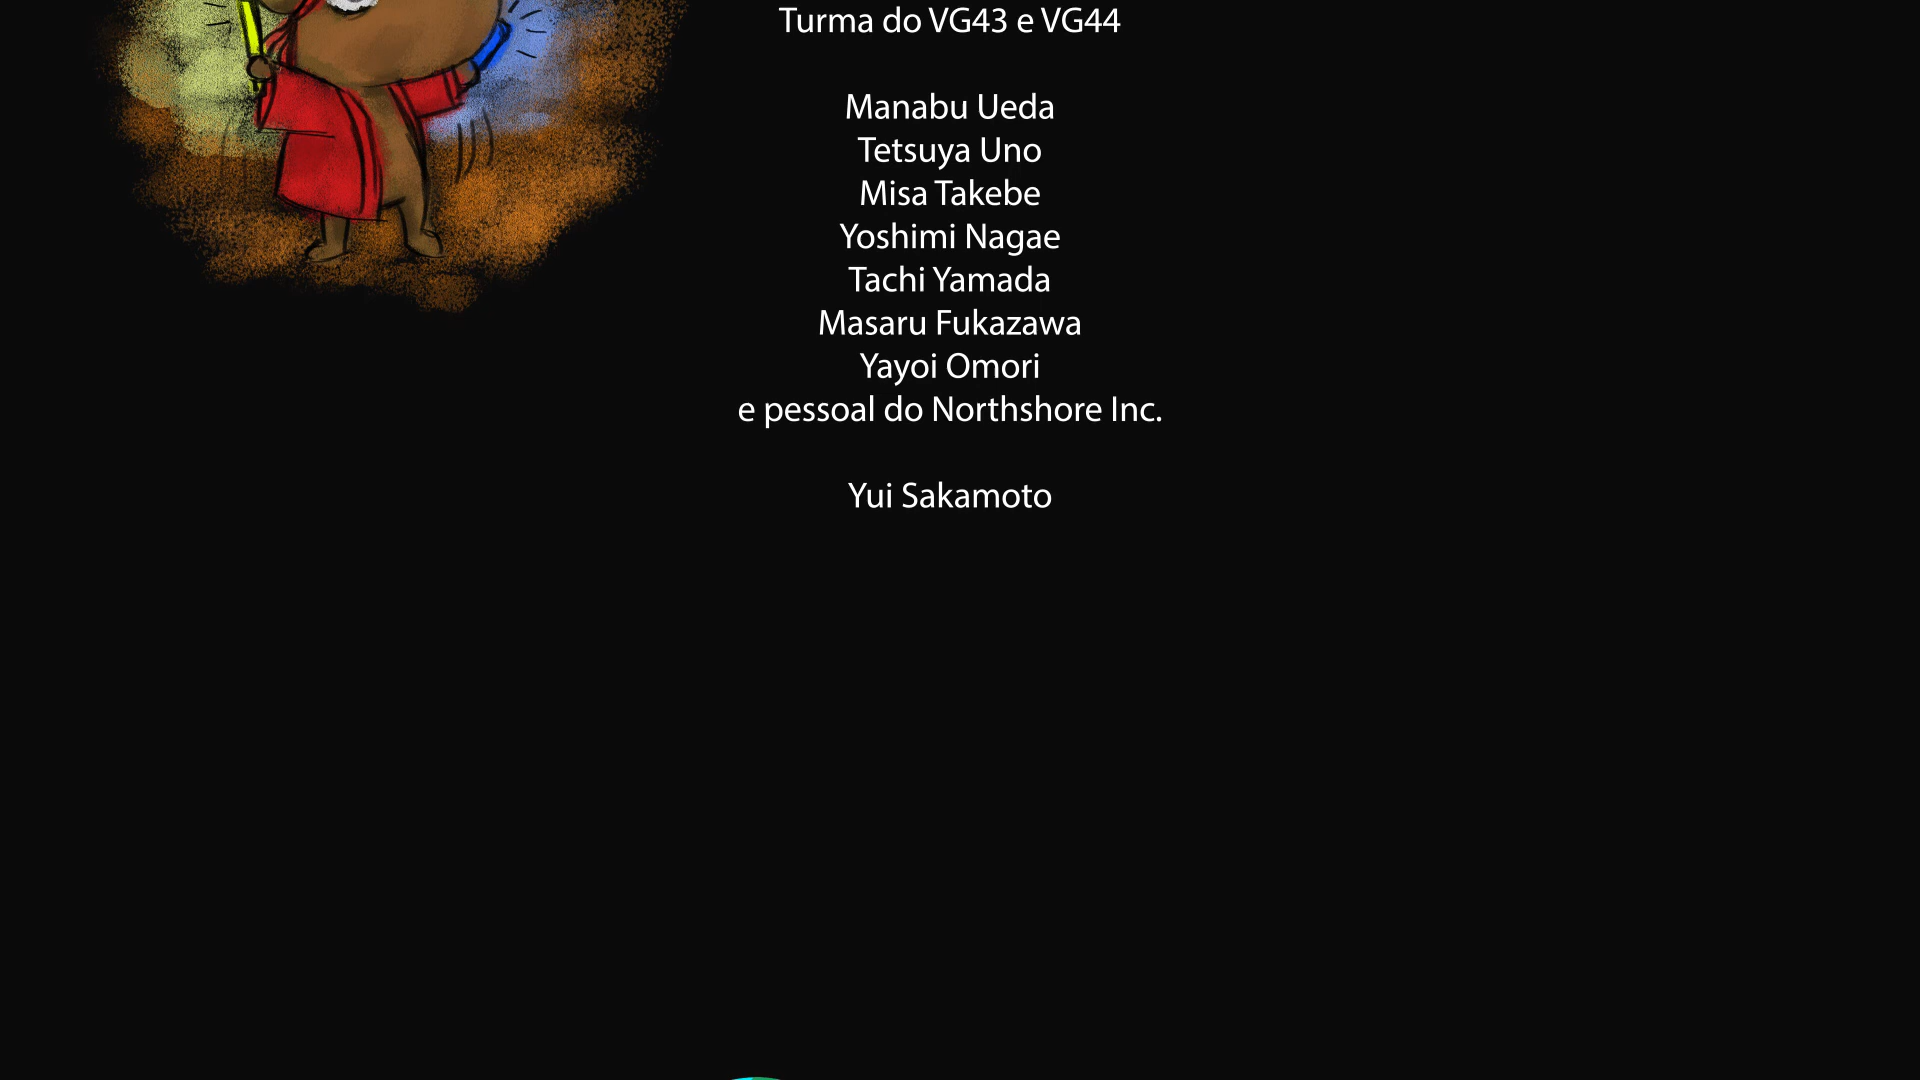 Turma do VG43 e VG44
Manabu Ueda
Tetsuya Uno
Misa Takebe
Yoshimi Nagae
Tachi Yamada
Masaru Fukazawa
Yayoi Omori
e pessoal do Northshore Inc.
Yui Sakamoto